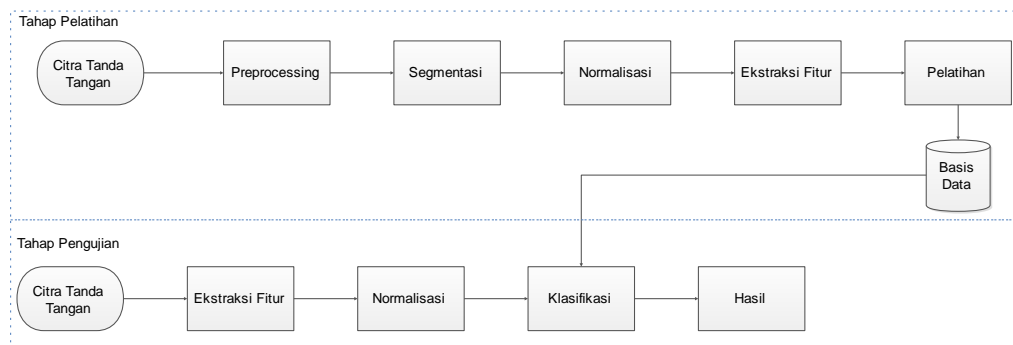 Tahap Pelatihan
Citra Tanda
Tangan
Preprocessing
Segmentasi
Normalisasi
Ekstraksi Fitur
Pelatihan
Basis
Data
Tahap Pengujian
Citra Tanda
Tangan
Ekstraksi Fitur
Normalisasi
Klasifikasi
Hasil